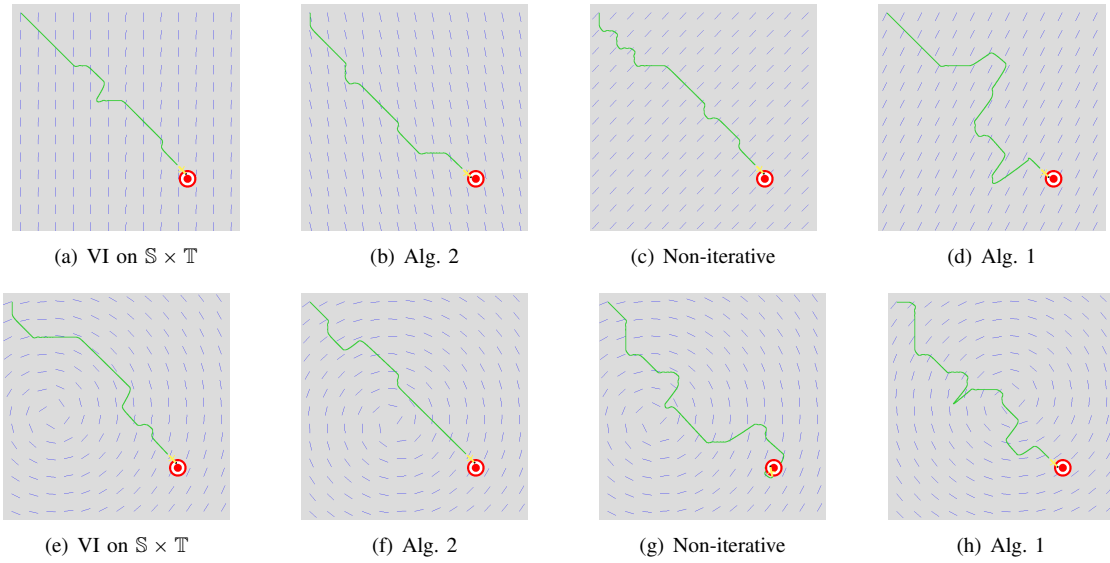 (a) VI on 𝕊 × 𝕋
(b) Alg. 2
(c) Non-iterative
(d) Alg. 1
(e) VI on 𝕊 × 𝕋
(f) Alg. 2
(g) Non-iterative
(h) Alg. 1